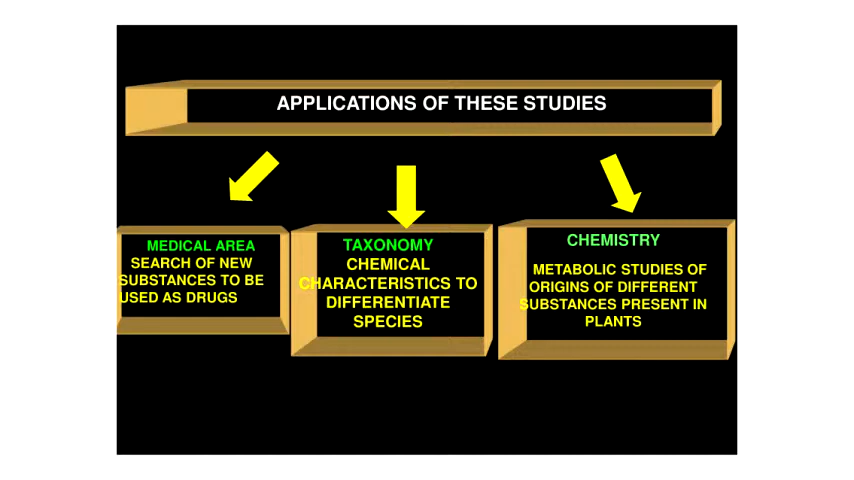 APPLICATIONS OF THESE STUDIES
MEDICAL AREA
SEARCH OF NEW
SUBSTANCES TO BE
USED AS DRUGS
TAXONOMY
CHEMICAL
CHARACTERISTICS TO
DIFFERENTIATE
SPECIES
CHEMISTRY
METABOLIC STUDIES OF
ORIGINS OF DIFFERENT
SUBSTANCES PRESENT IN
PLANTS